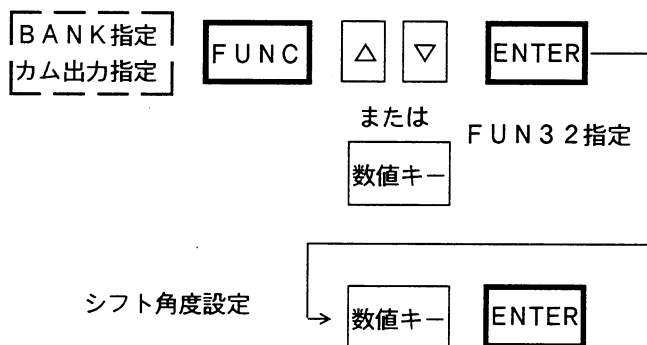 BANK指定
カム出力指定
FUNC △ ▽ ENTER
または
FUN32指定
数値キー
シフト角度設定 → 数値キー ENTER